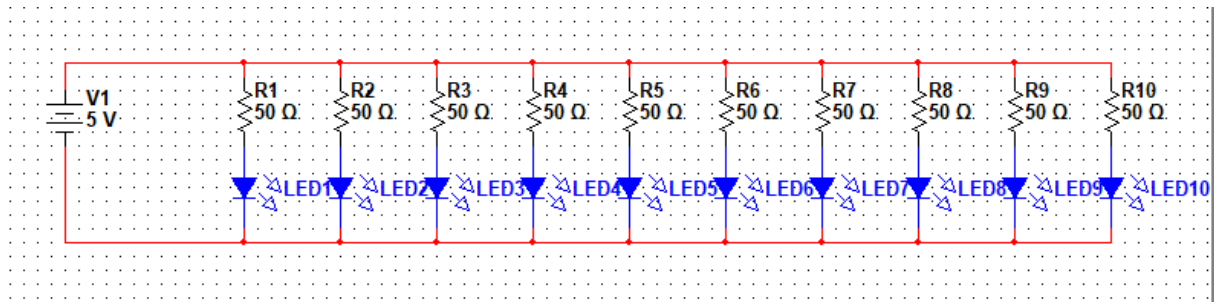 V1
5 V
R1
50 Ω
R2
50 Ω
R3
50 Ω
R4
50 Ω
R5
50 Ω
R6
50 Ω
R7
50 Ω
R8
50 Ω
R9
50 Ω
R10
50 Ω
LED1
LED2
LED3
LED4
LED5
LED6
LED7
LED8
LED9
LED10